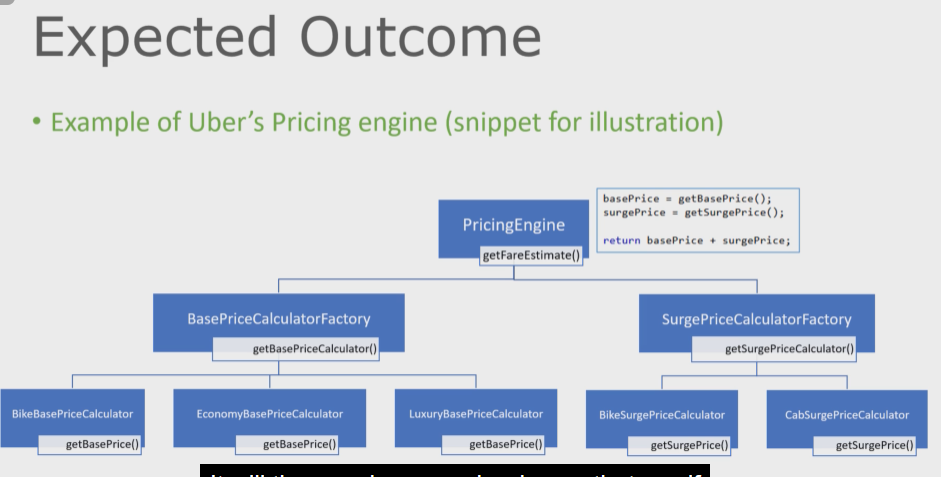 Expected Outcome
• Example of Uber's Pricing engine (snippet for illustration)
PricingEngine
getFareEstimate()
basePrice = getBasePrice();
surgePrice = getSurgePrice();
return basePrice + surgePrice;
BasePriceCalculatorFactory
getBasePriceCalculator()
SurgePriceCalculatorFactory
getSurgePriceCalculator()
BikeBasePriceCalculator
getBasePrice()
EconomyBasePriceCalculator
getBasePrice()
LuxuryBasePriceCalculator
getBasePrice()
BikeSurgePriceCalculator
getSurgePrice()
CabSurgePriceCalculator
getSurgePrice()